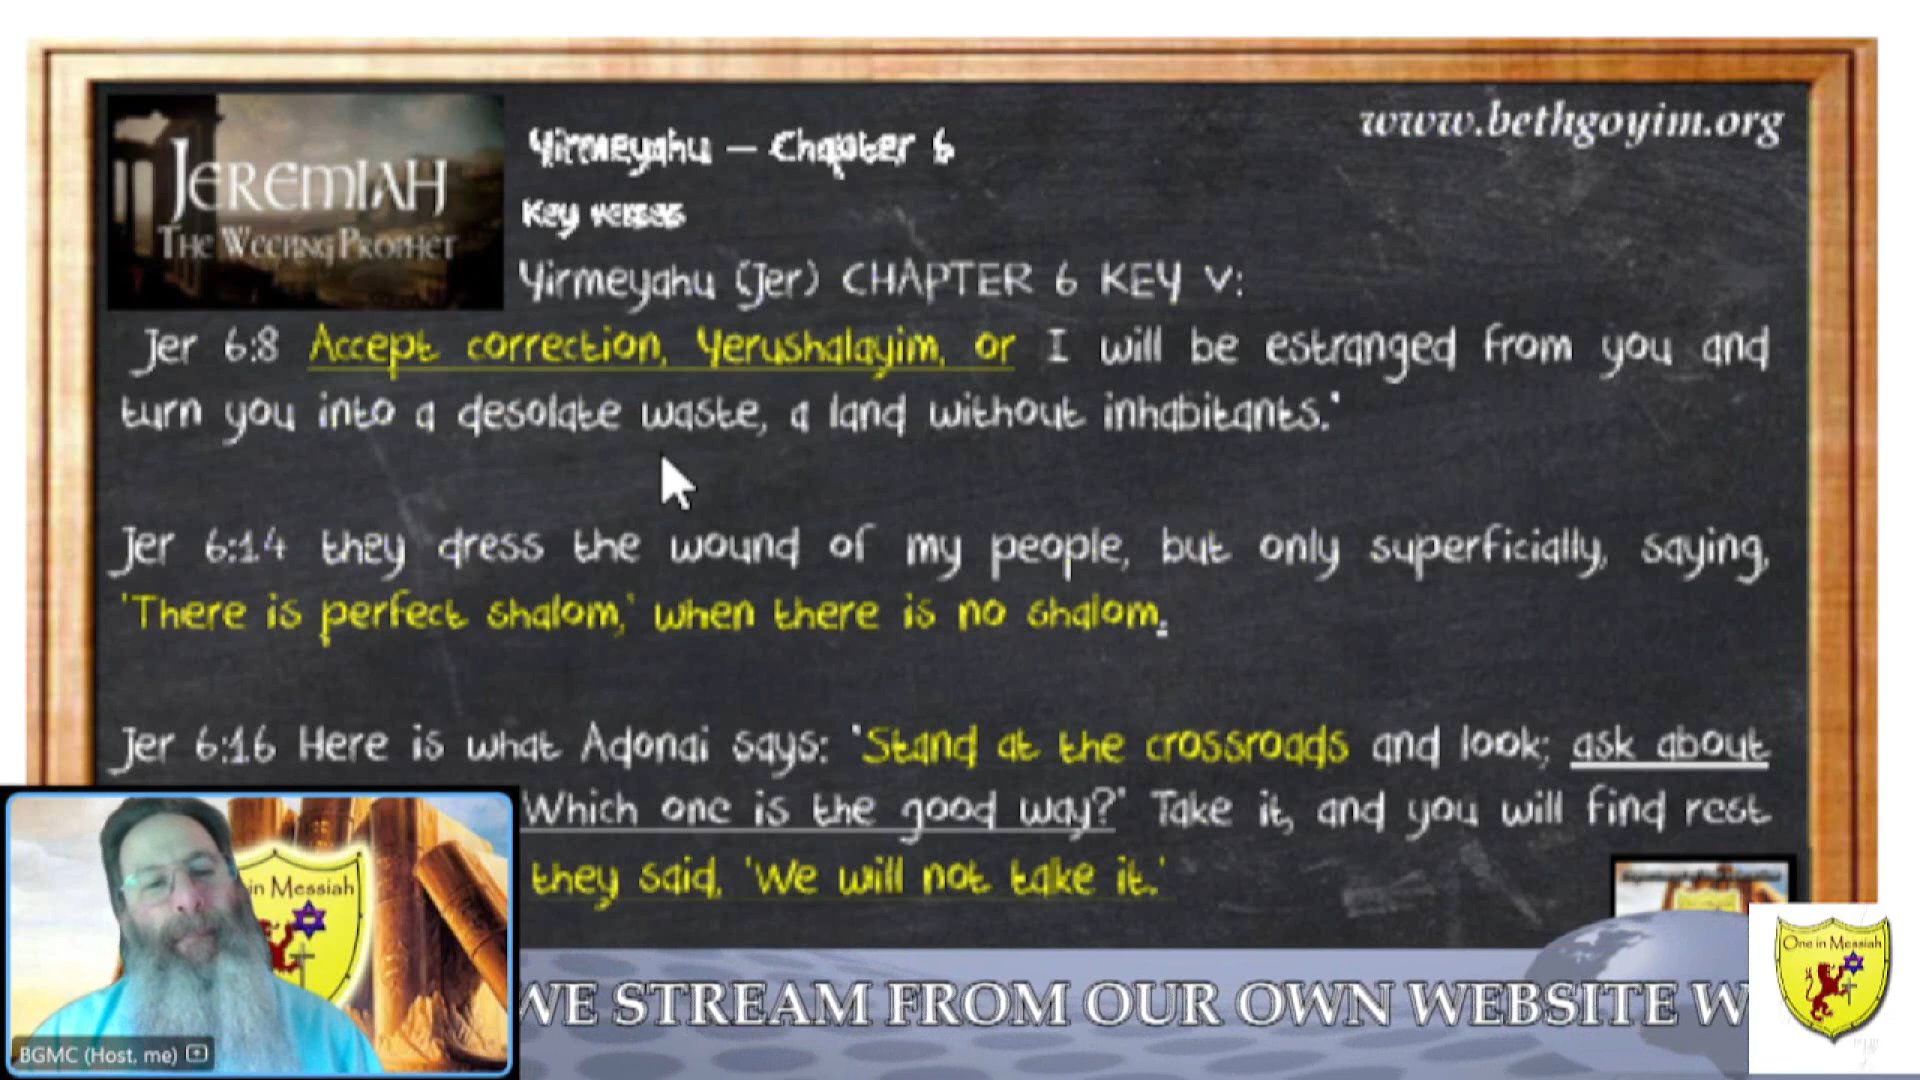 JEREMIAH
THE WEEPING PROPHET
www.bethgoyim.org
Yirmeyahu – Chapter 6
Key verses
Yirmeyahu (Jer) CHAPTER 6 KEY V:
Jer 6:8 Accept correction, Yerushalayim, or I will be estranged from you and
turn you into a desolate waste, a land without inhabitants.'
Jer 6:14 they dress the wound of my people, but only superficially, saying,
'There is perfect shalom,' when there is no shalom.
Jer 6:16 Here is what Adonai says: 'Stand at the crossroads and look; ask about
Which one is the good way?' Take it, and you will find rest
they said, 'We will not take it.'
in Messiah
BGMC (Host, me)
WE STREAM FROM OUR OWN WEBSITE W
One in Messiah